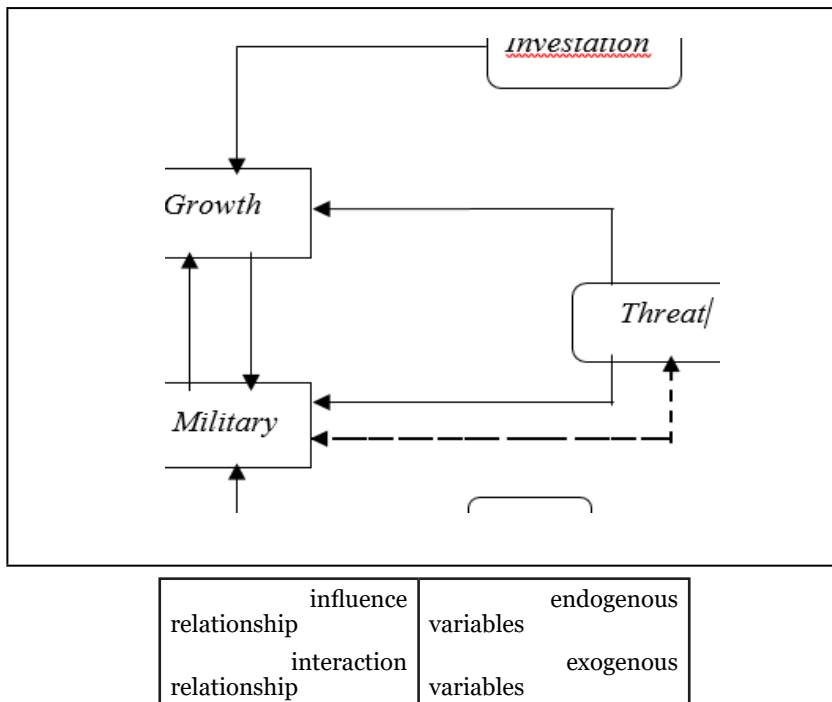 Investation
Growth
Threat
Military
influence
relationship
endogenous
variables
interaction
relationship
exogenous
variables